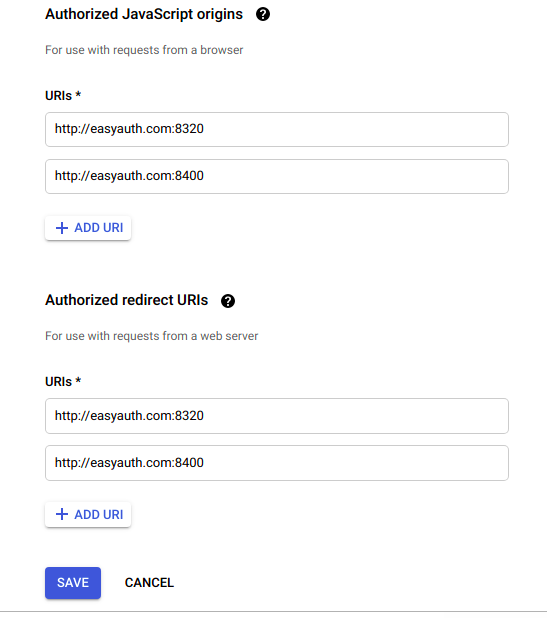 Authorized JavaScript origins ?
For use with requests from a browser
URIs *
http://easyauth.com:8320
http://easyauth.com:8400
+ ADD URI
Authorized redirect URIs ?
For use with requests from a web server
URIs *
http://easyauth.com:8320
http://easyauth.com:8400
+ ADD URI
SAVE CANCEL